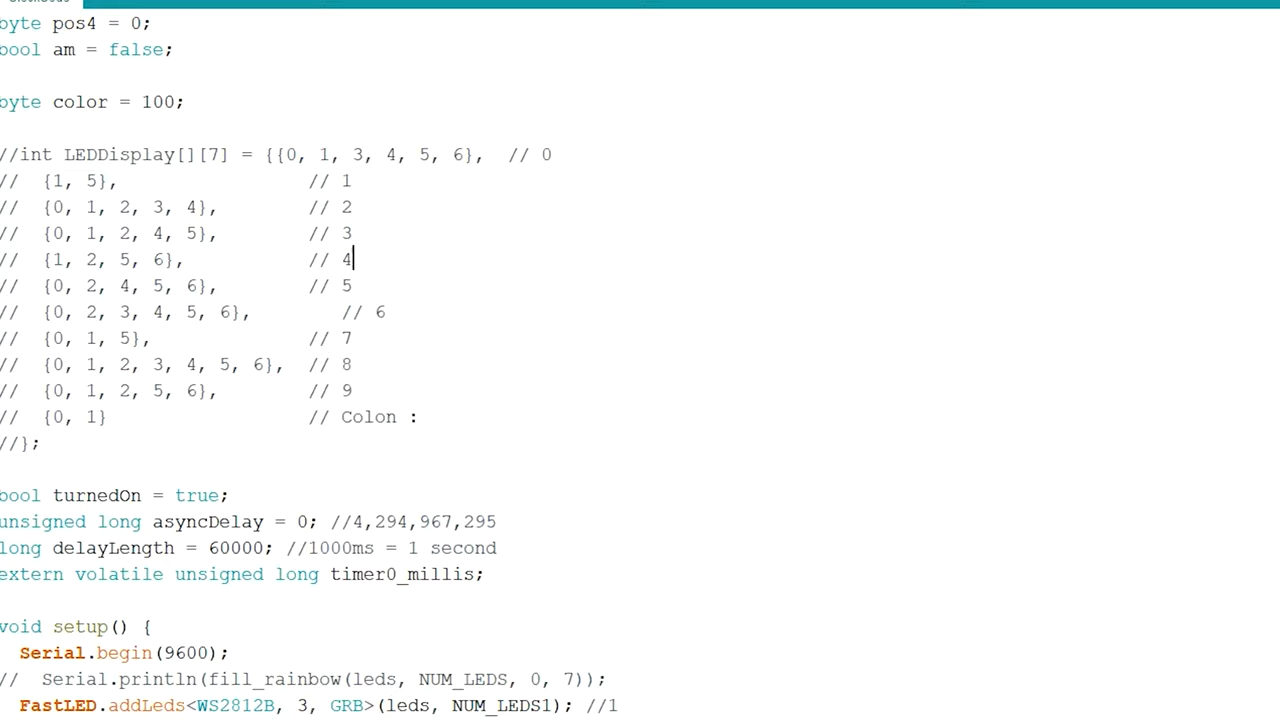 byte pos4 = 0;
bool am = false;
byte color = 100;
//int LEDDisplay[][7] = {{0, 1, 3, 4, 5, 6},  // 0
//  {1, 5},                  // 1
//  {0, 1, 2, 3, 4},         // 2
//  {0, 1, 2, 4, 5},         // 3
//  {1, 2, 5, 6},            // 4
//  {0, 2, 4, 5, 6},         // 5
//  {0, 2, 3, 4, 5, 6},         // 6
//  {0, 1, 5},               // 7
//  {0, 1, 2, 3, 4, 5, 6},  // 8
//  {0, 1, 2, 5, 6},         // 9
//  {0, 1}                   // Colon :
//};
bool turnedOn = true;
unsigned long asyncDelay = 0; //4,294,967,295
long delayLength = 60000; //1000ms = 1 second
extern volatile unsigned long timer0_millis;
void setup() {
  Serial.begin(9600);
//  Serial.println(fill_rainbow(leds, NUM_LEDS, 0, 7));
  FastLED.addLeds<WS2812B, 3, GRB>(leds, NUM_LEDS1); //1